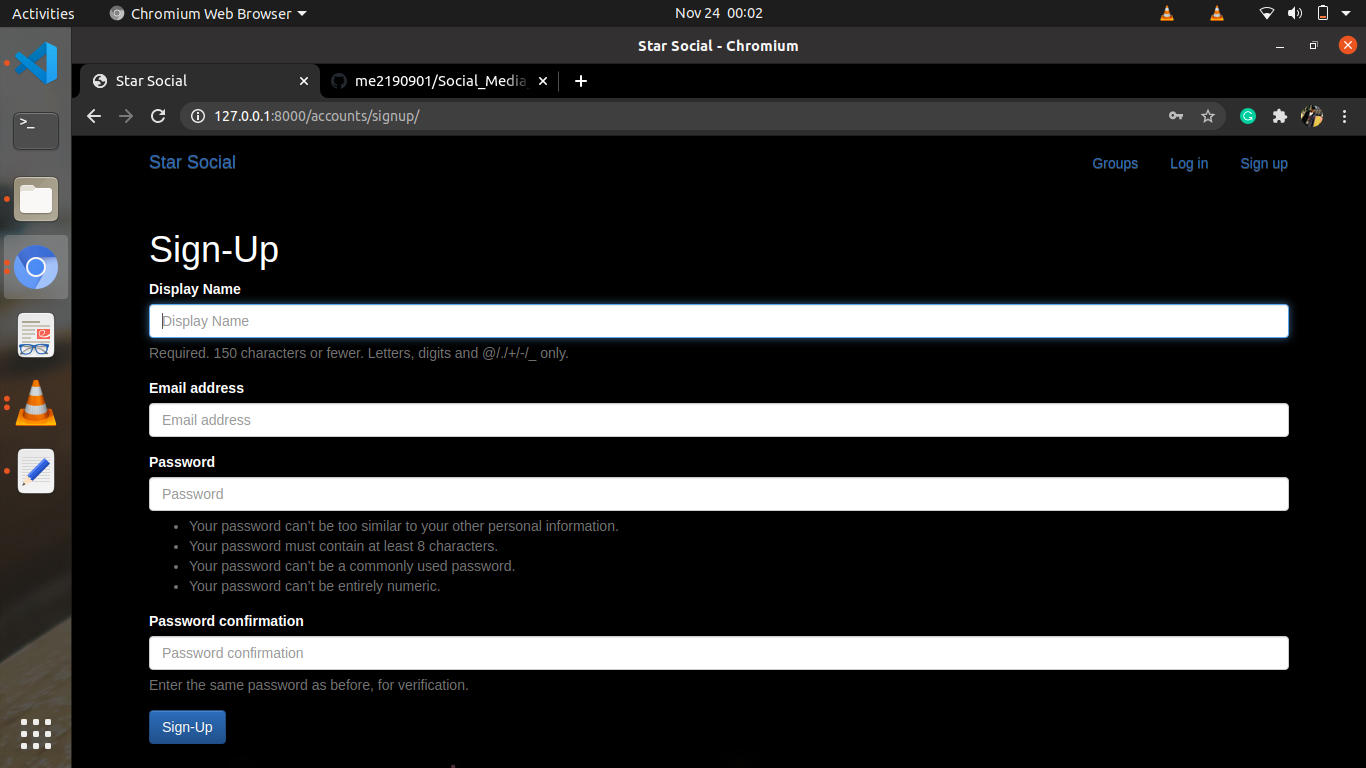 Activities
Chromium Web Browser
Nov 24 00:02
Star Social - Chromium
Star Social
me2190901/Social_Media
127.0.0.1:8000/accounts/signup/
Star Social
Groups
Log in
Sign up
Sign-Up
Display Name
Display Name
Required. 150 characters or fewer. Letters, digits and @/./+/-/_ only.
Email address
Email address
Password
Password
Your password can’t be too similar to your other personal information.
Your password must contain at least 8 characters.
Your password can’t be a commonly used password.
Your password can’t be entirely numeric.
Password confirmation
Password confirmation
Enter the same password as before, for verification.
Sign-Up